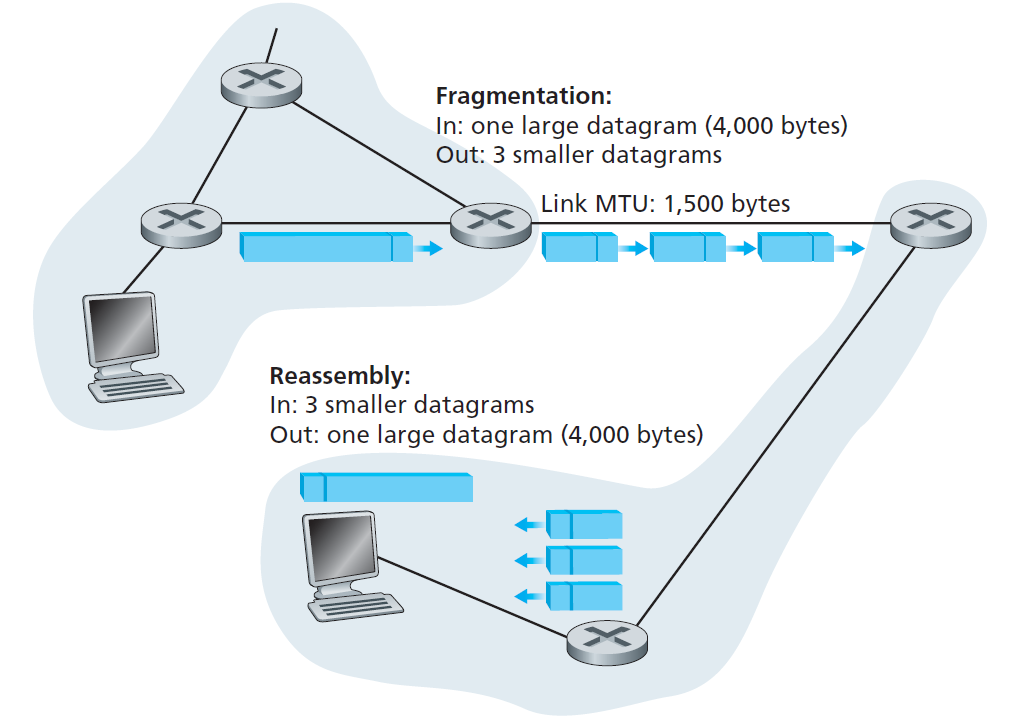 Fragmentation:
In: one large datagram (4,000 bytes)
Out: 3 smaller datagrams
Link MTU: 1,500 bytes
Reassembly:
In: 3 smaller datagrams
Out: one large datagram (4,000 bytes)